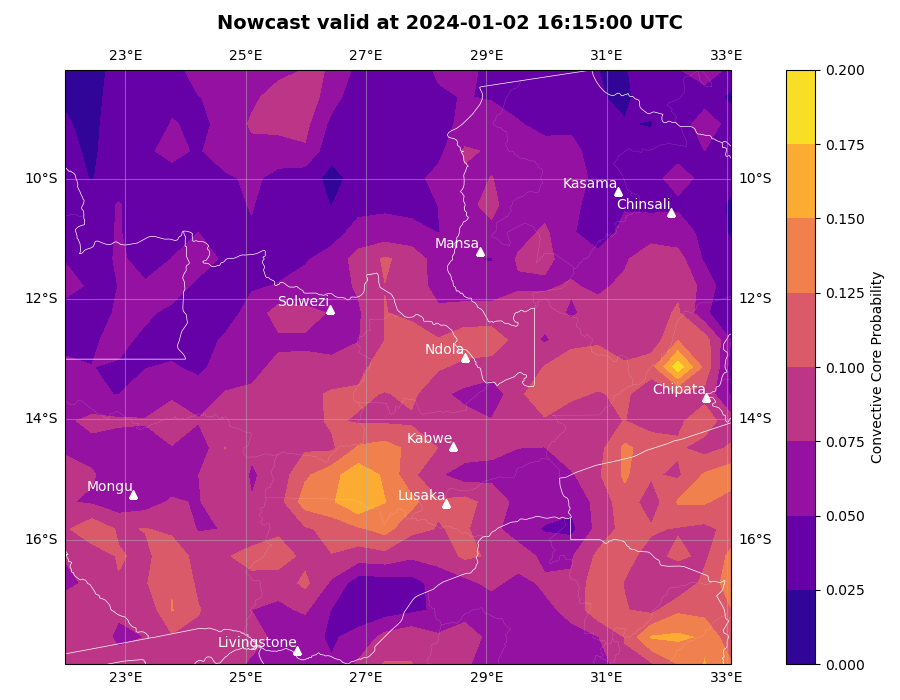 Nowcast valid at 2024-01-02 16:15:00 UTC
23°E 25°E 27°E 29°E 31°E 33°E
10°S 10°S
12°S 12°S
14°S 14°S
16°S 16°S
Kasama
Chinsali
Mansa
Solwezi
Ndola
Chipata
Kabwe
Mongu
Lusaka
Livingstone
23°E 25°E 27°E 29°E 31°E 33°E
0.200
0.175
0.150
0.125
0.100
0.075
0.050
0.025
0.000
Convective Core Probability